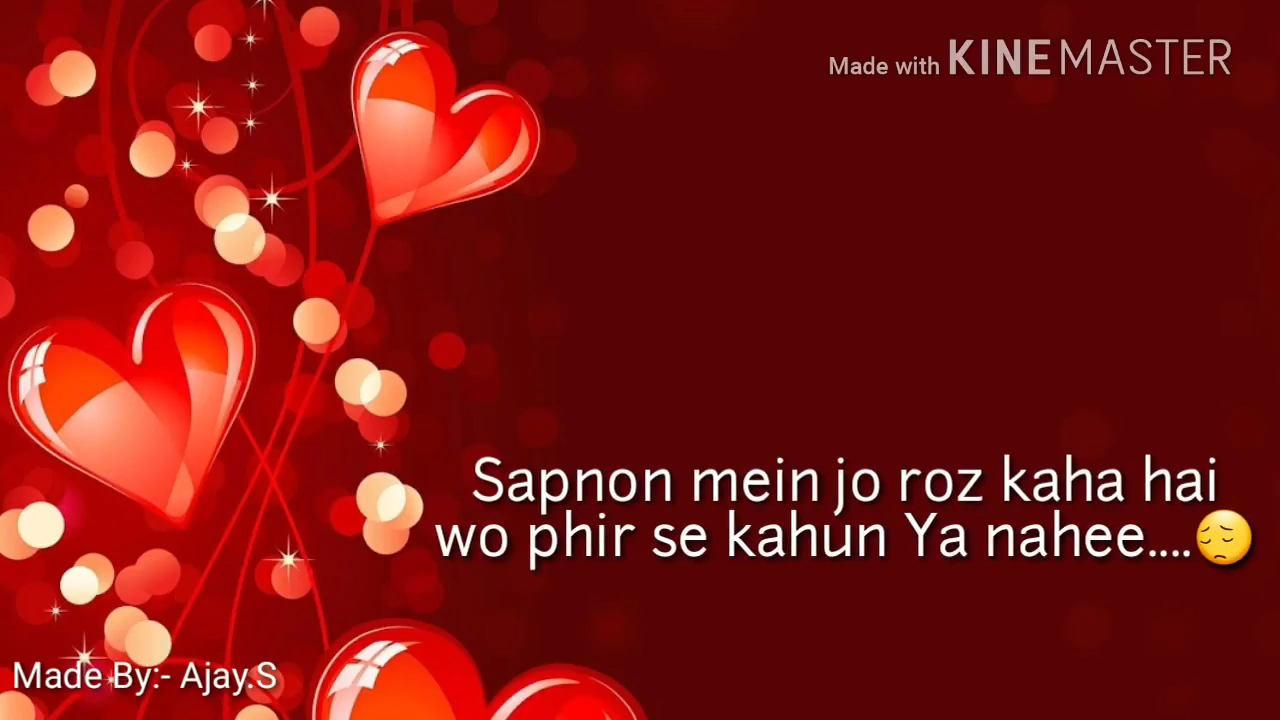 Made with KINEMASTER
Sapnon mein jo roz kaha hai
wo phir se kahun Ya nahee....😔
Made By:- Ajay.S